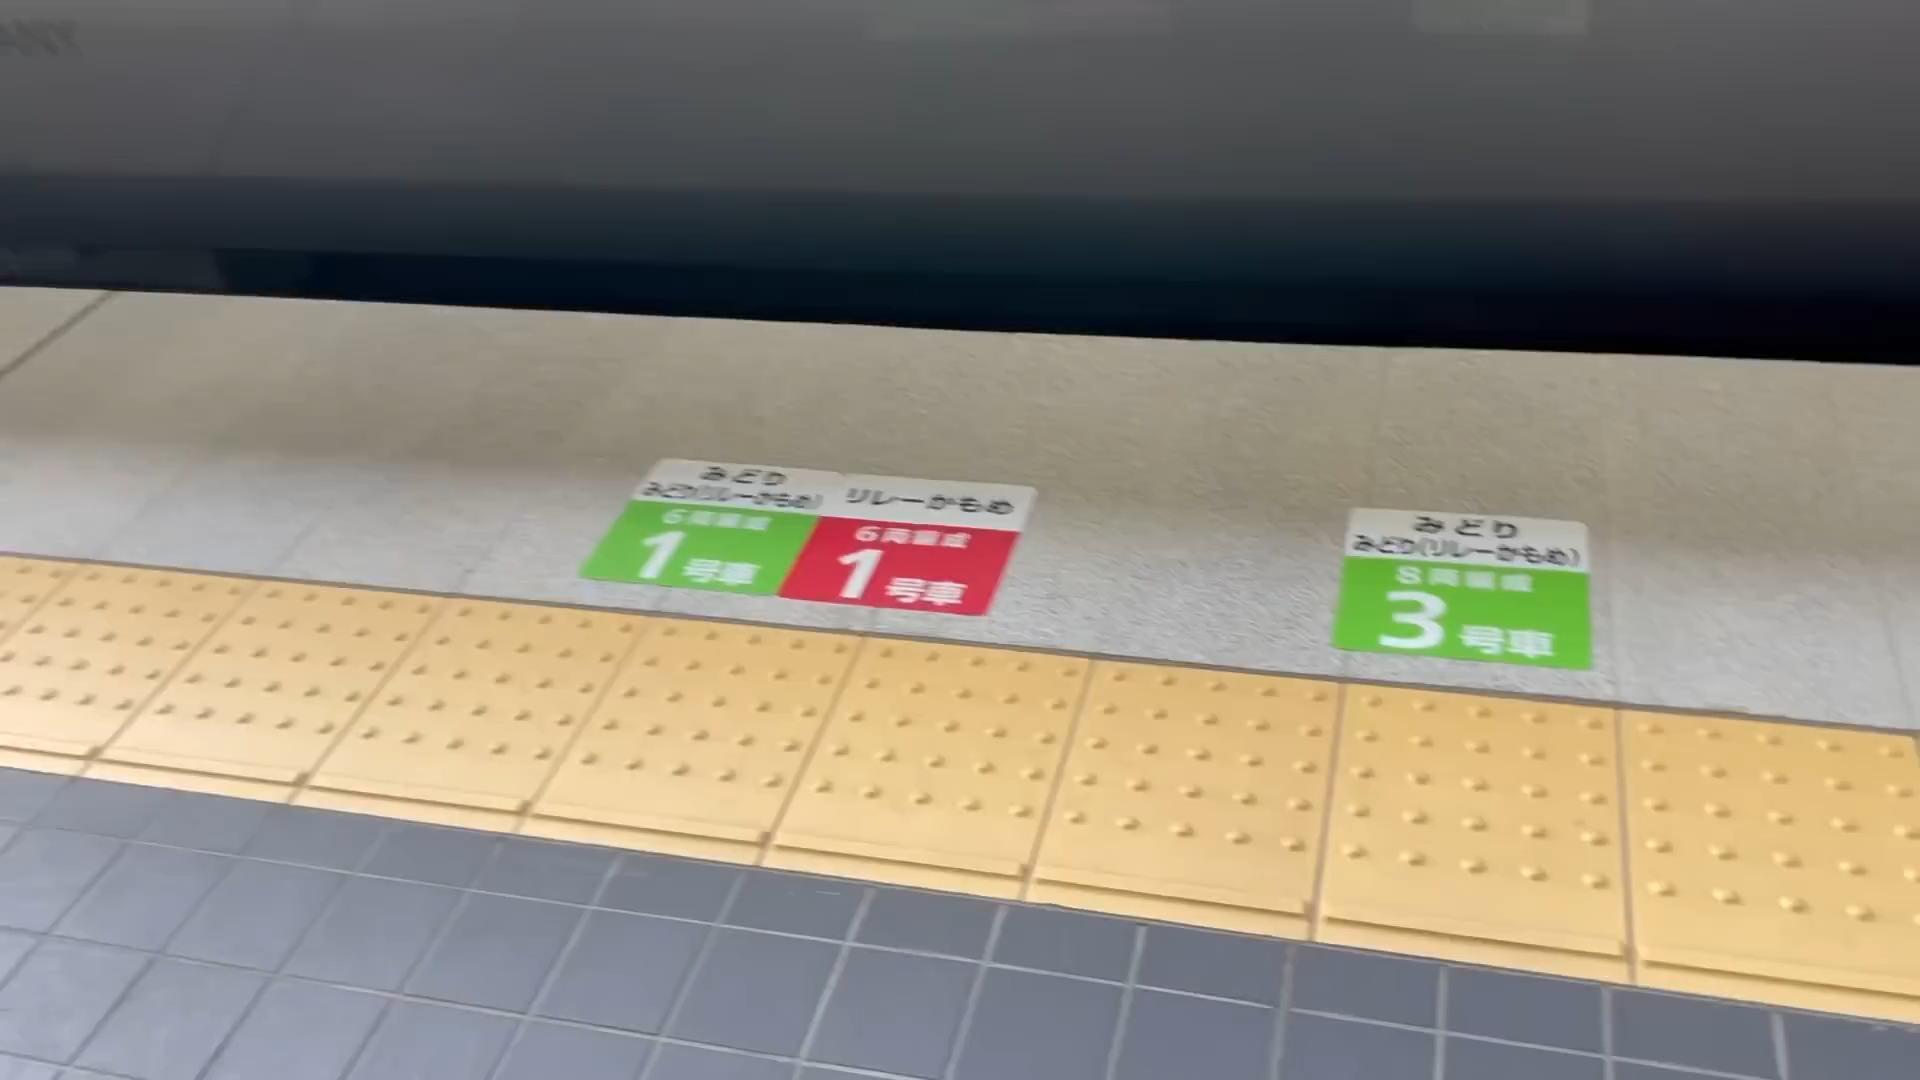 ANY
みどり
みどり(リレーかもめ)
6両編成
1号車
リレーかもめ
6両編成
1号車
みどり
みどり(リレーかもめ)
8両編成
3号車